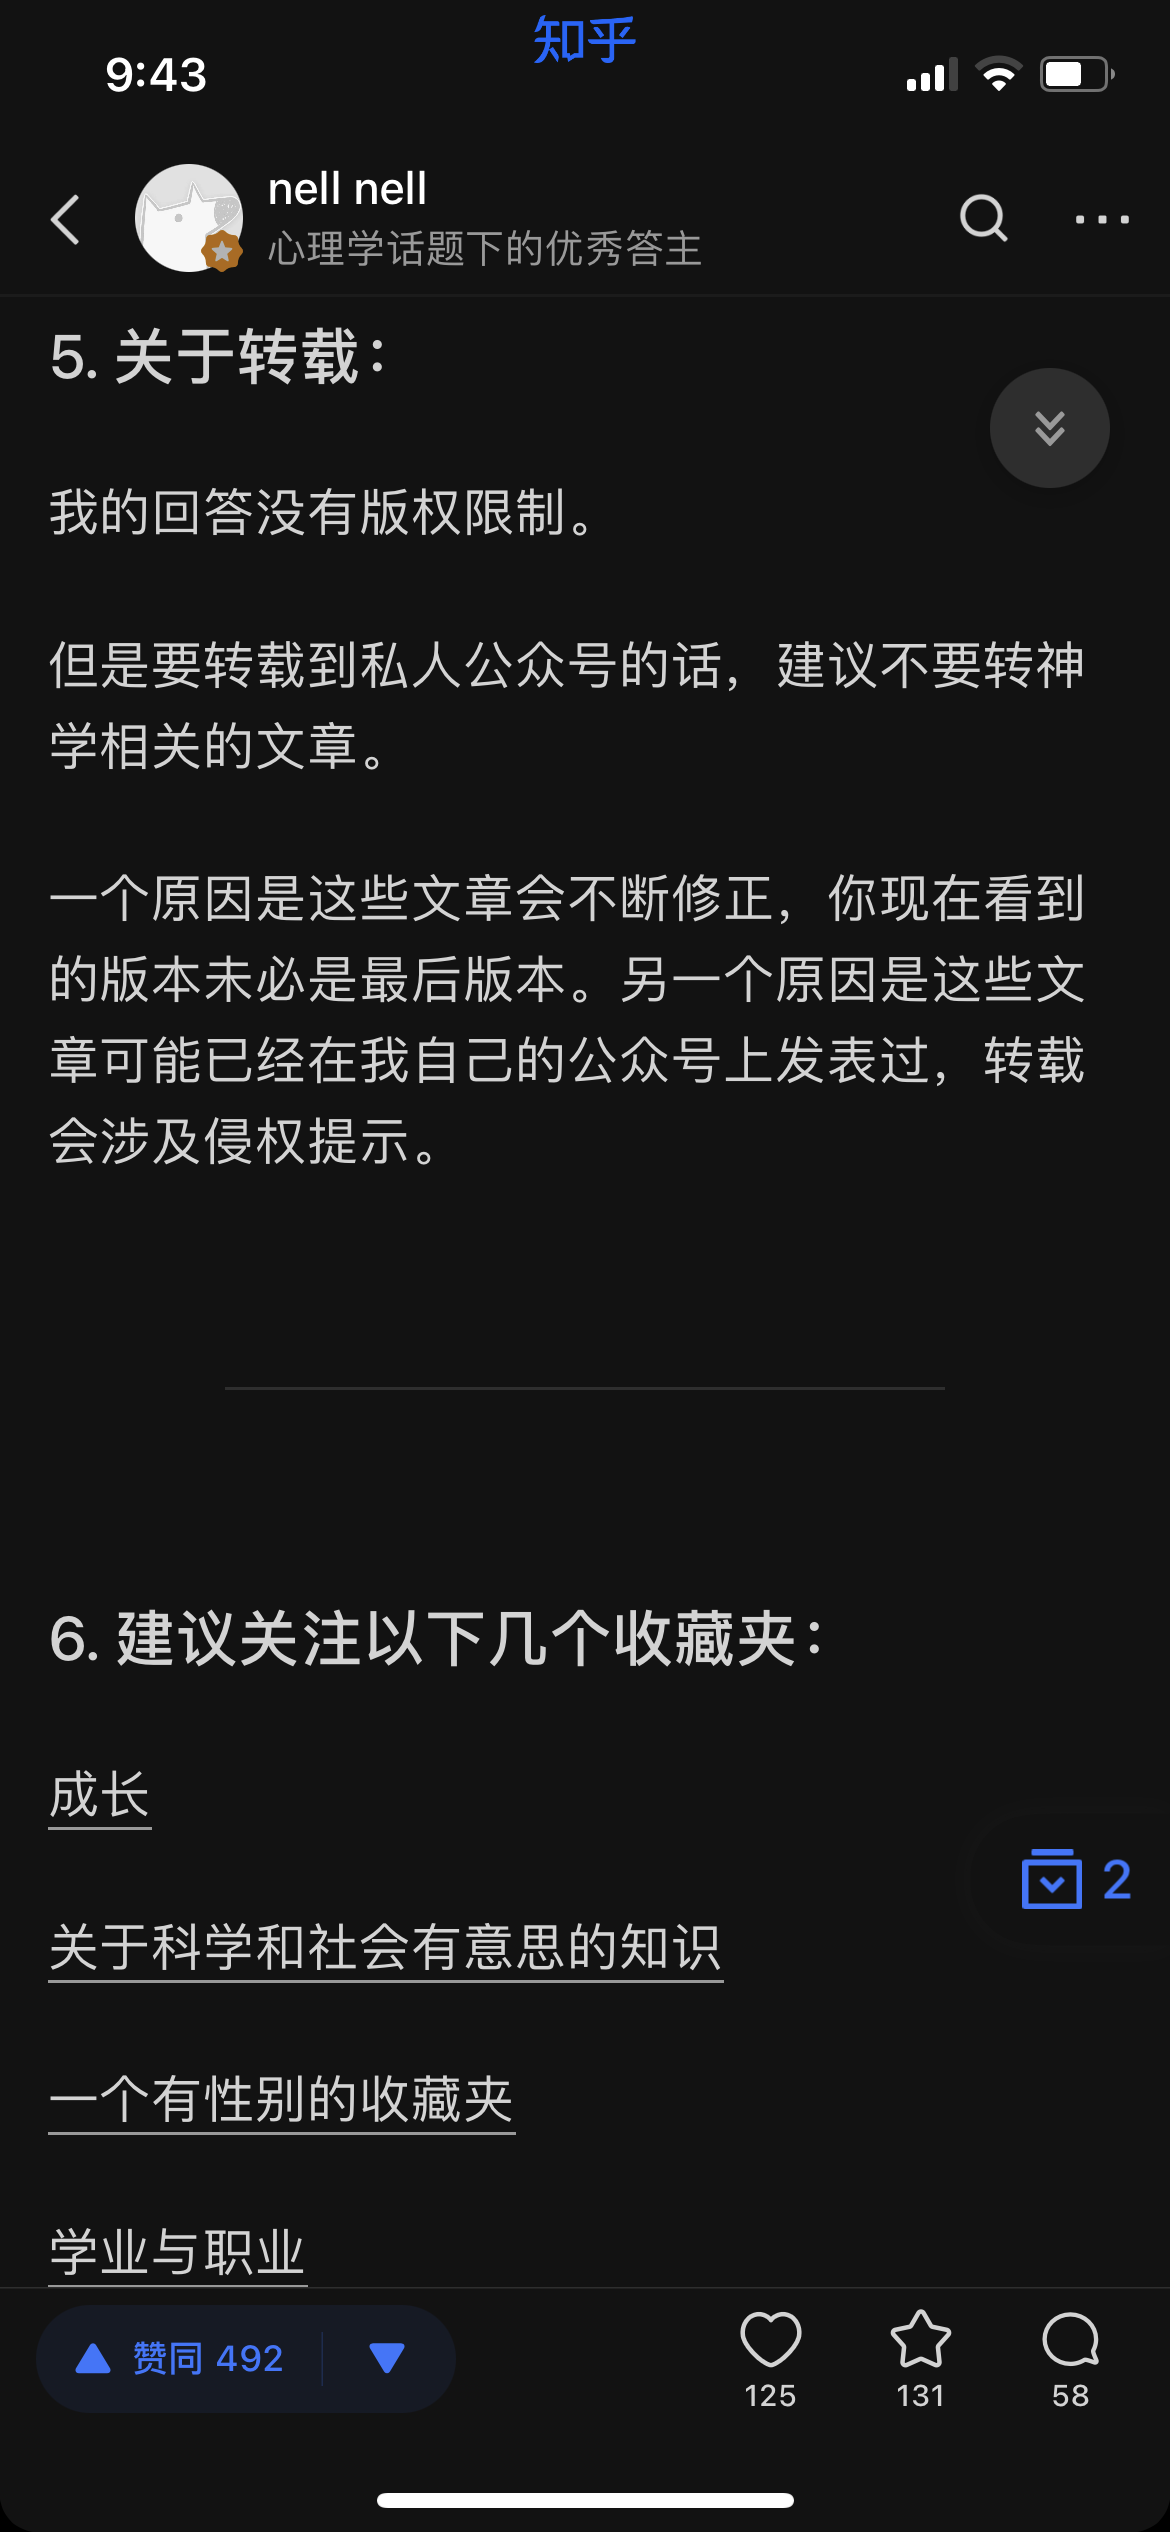 知乎
9:43
nell nell
心理学话题下的优秀答主
5. 关于转载：
我的回答没有版权限制。
但是要转载到私人公众号的话，建议不要转神
学相关的文章。
一个原因是这些文章会不断修正，你现在看到
的版本未必是最后版本。另一个原因是这些文
章可能已经在我自己的公众号上发表过，转载
会涉及侵权提示。
6. 建议关注以下几个收藏夹：
成长
2
关于科学和社会有意思的知识
一个有性别的收藏夹
学业与职业
赞同 492
125
131
58